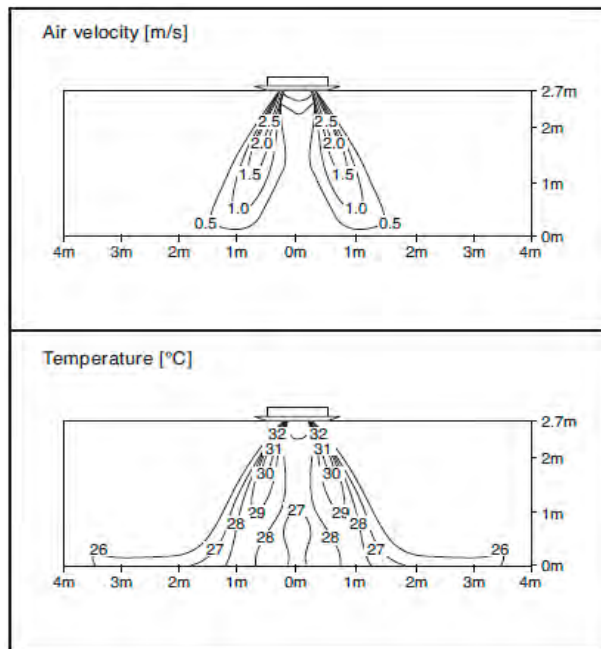 Air velocity [m/s]
2.7m
2.5 2.5 2m
2.0 2.0
1.5 1.5 1m
1.0 1.0
0.5 0.5 0m
4m 3m 2m 1m 0m 1m 2m 3m 4m
Temperature [°C]
2.7m
32 32
31 31 2m
30 30
29 27 29 1m
28 28
26 27 28 28 27 26
0m
4m 3m 2m 1m 0m 1m 2m 3m 4m